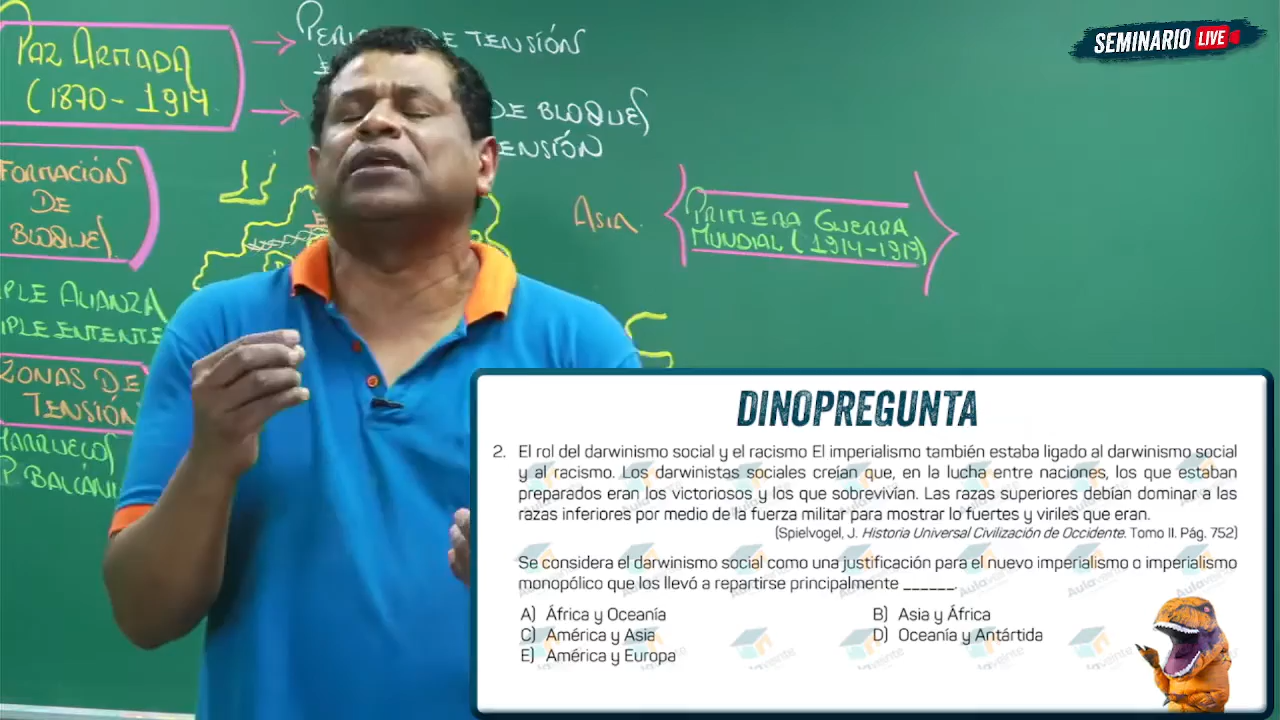 SEMINARIO LIVE
PAZ ARMADA
(1870-1914
DE TENSIÓN
DE BLOQUES
TENSIÓN
FORMACIÓN
DE
BLOQUES
ASIA
PRIMERA GUERRA
MUNDIAL (1914-1919)
ALIANZA
ENTENTE
ZONAS DE
TENSIÓN
DINOPREGUNTA
2. El rol del darwinismo social y el racismo El imperialismo también estaba ligado al darwinismo social
y al racismo. Los darwinistas sociales creían que, en la lucha entre naciones, los que estaban
preparados eran los victoriosos y los que sobrevivían. Las razas superiores debían dominar a las
razas inferiores por medio de la fuerza militar para mostrar lo fuertes y viriles que eran.
(Spielvogel, J. Historia Universal Civilización de Occidente. Tomo II. Pág. 752)
Se considera el darwinismo social como una justificación para el nuevo imperialismo o imperialismo
monopólico que los llevó a repartirse principalmente ______.
A) África y Oceanía
B) Asia y África
C) América y Asia
D) Oceanía y Antártida
E) América y Europa